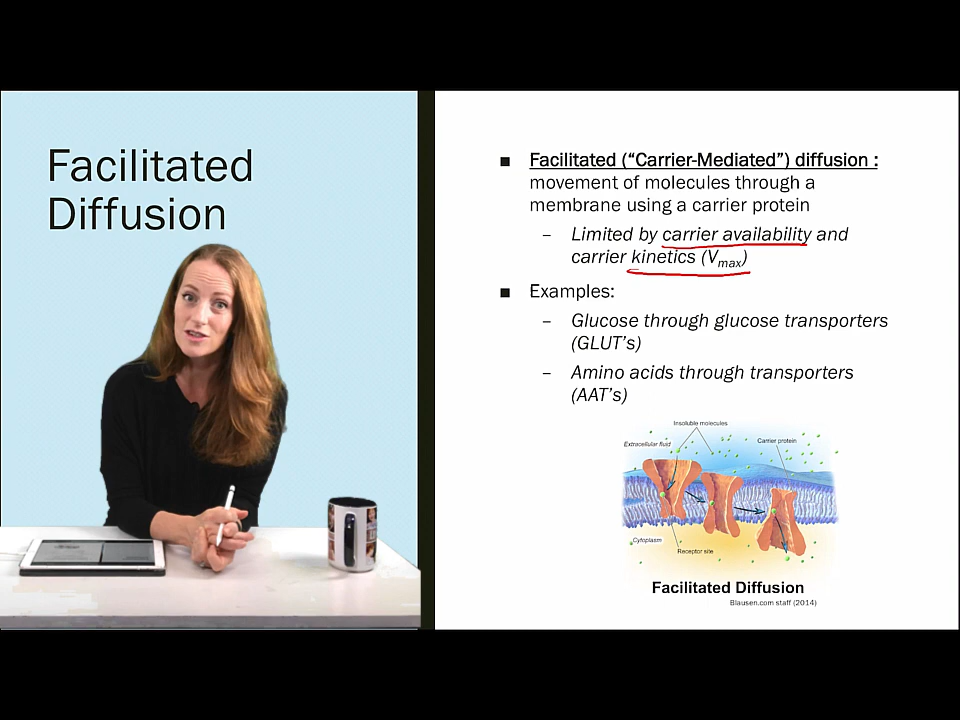 Facilitated
Diffusion
■ Facilitated (“Carrier-Mediated”) diffusion :
movement of molecules through a
membrane using a carrier protein
– Limited by carrier availability and
carrier kinetics (Vmax)
■ Examples:
– Glucose through glucose transporters
(GLUT’s)
– Amino acids through transporters
(AAT’s)
Insoluble molecules
Extracellular fluid
Carrier protein
Cytoplasm
Receptor site
Facilitated Diffusion
Blausen.com staff (2014)